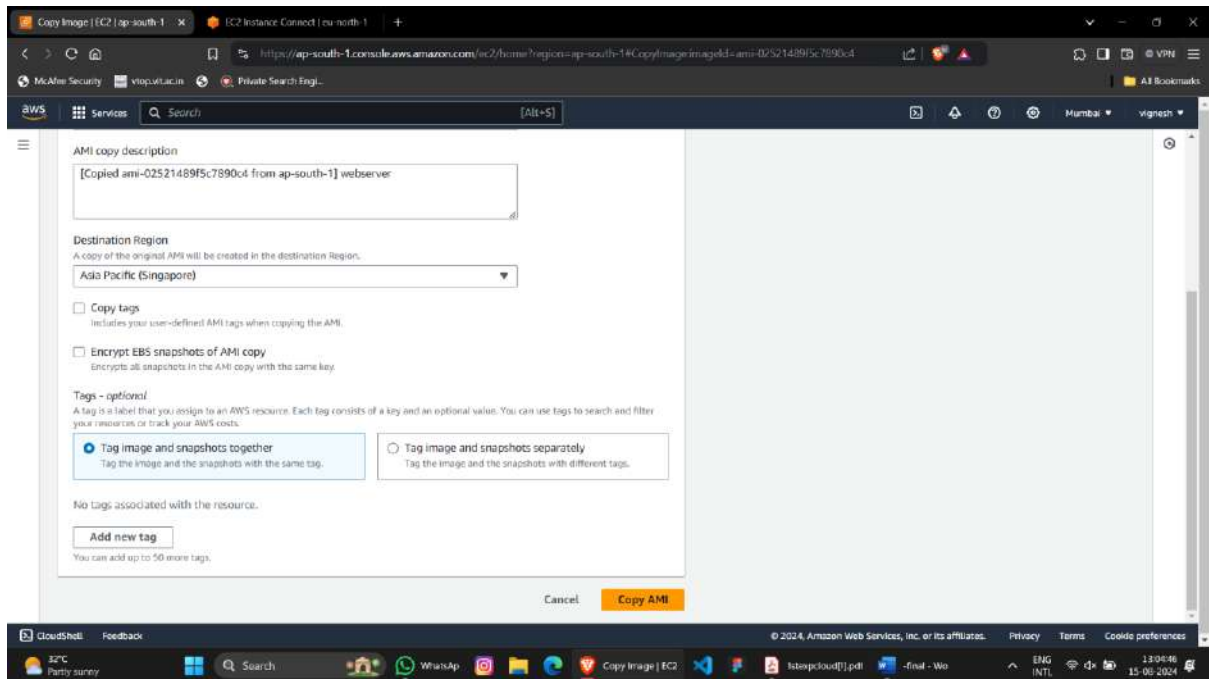 Copy Image | EC2 | ap-south-1
EC2 Instance Connect | eu-north-1
https://ap-south-1.console.aws.amazon.com/ec2/home?region=ap-south-1#CopyImage:imageId=ami-02521489f5c7890c4
VPN
McAfee Security
vtop.vit.ac.in
Private Search Engi...
All Bookmarks
aws
Services
Search
[Alt+S]
Mumbai
vignesh
AMI copy description
[Copied ami-02521489f5c7890c4 from ap-south-1] webserver
Destination Region
A copy of the original AMI will be created in the destination Region.
Asia Pacific (Singapore)
Copy tags
Includes your user-defined AMI tags when copying the AMI.
Encrypt EBS snapshots of AMI copy
Encrypts all snapshots in the AMI copy with the same key.
Tags - optional
A tag is a label that you assign to an AWS resource. Each tag consists of a key and an optional value. You can use tags to search and filter
your resources or track your AWS costs.
Tag image and snapshots together
Tag the image and the snapshots with the same tag.
Tag image and snapshots separately
Tag the image and the snapshots with different tags.
No tags associated with the resource.
Add new tag
You can add up to 50 more tags.
Cancel
Copy AMI
CloudShell
Feedback
© 2024, Amazon Web Services, Inc. or its affiliates.
Privacy
Terms
Cookie preferences
32°C
Partly sunny
Search
WhatsAp
Copy Image | EC2
1stexpcloud[1].pdf
-final - Wo
ENG
INTL
13:04:46
15-08-2024